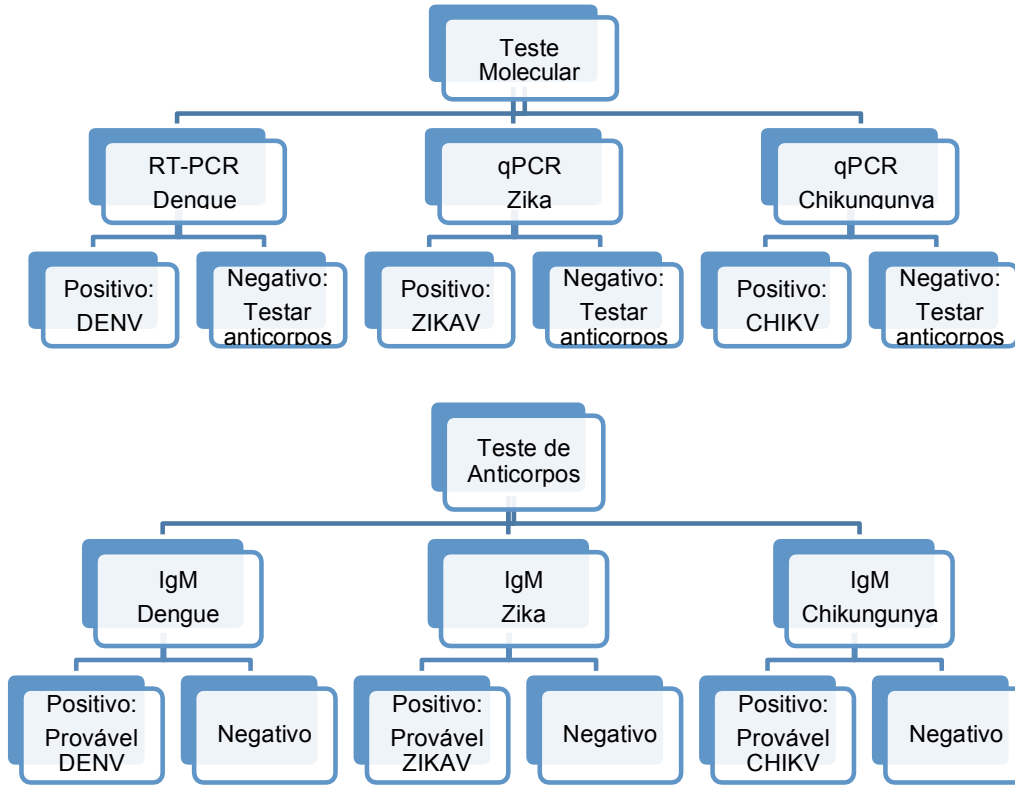 Teste
Molecular
RT-PCR
Dengue
qPCR
Zika
qPCR
Chikungunya
Positivo:
DENV
Negativo:
Testar
anticorpos
Positivo:
ZIKAV
Negativo:
Testar
anticorpos
Positivo:
CHIKV
Negativo:
Testar
anticorpos
Teste de
Anticorpos
IgM
Dengue
IgM
Zika
IgM
Chikungunya
Positivo:
Provável
DENV
Negativo
Positivo:
Provável
ZIKAV
Negativo
Positivo:
Provável
CHIKV
Negativo